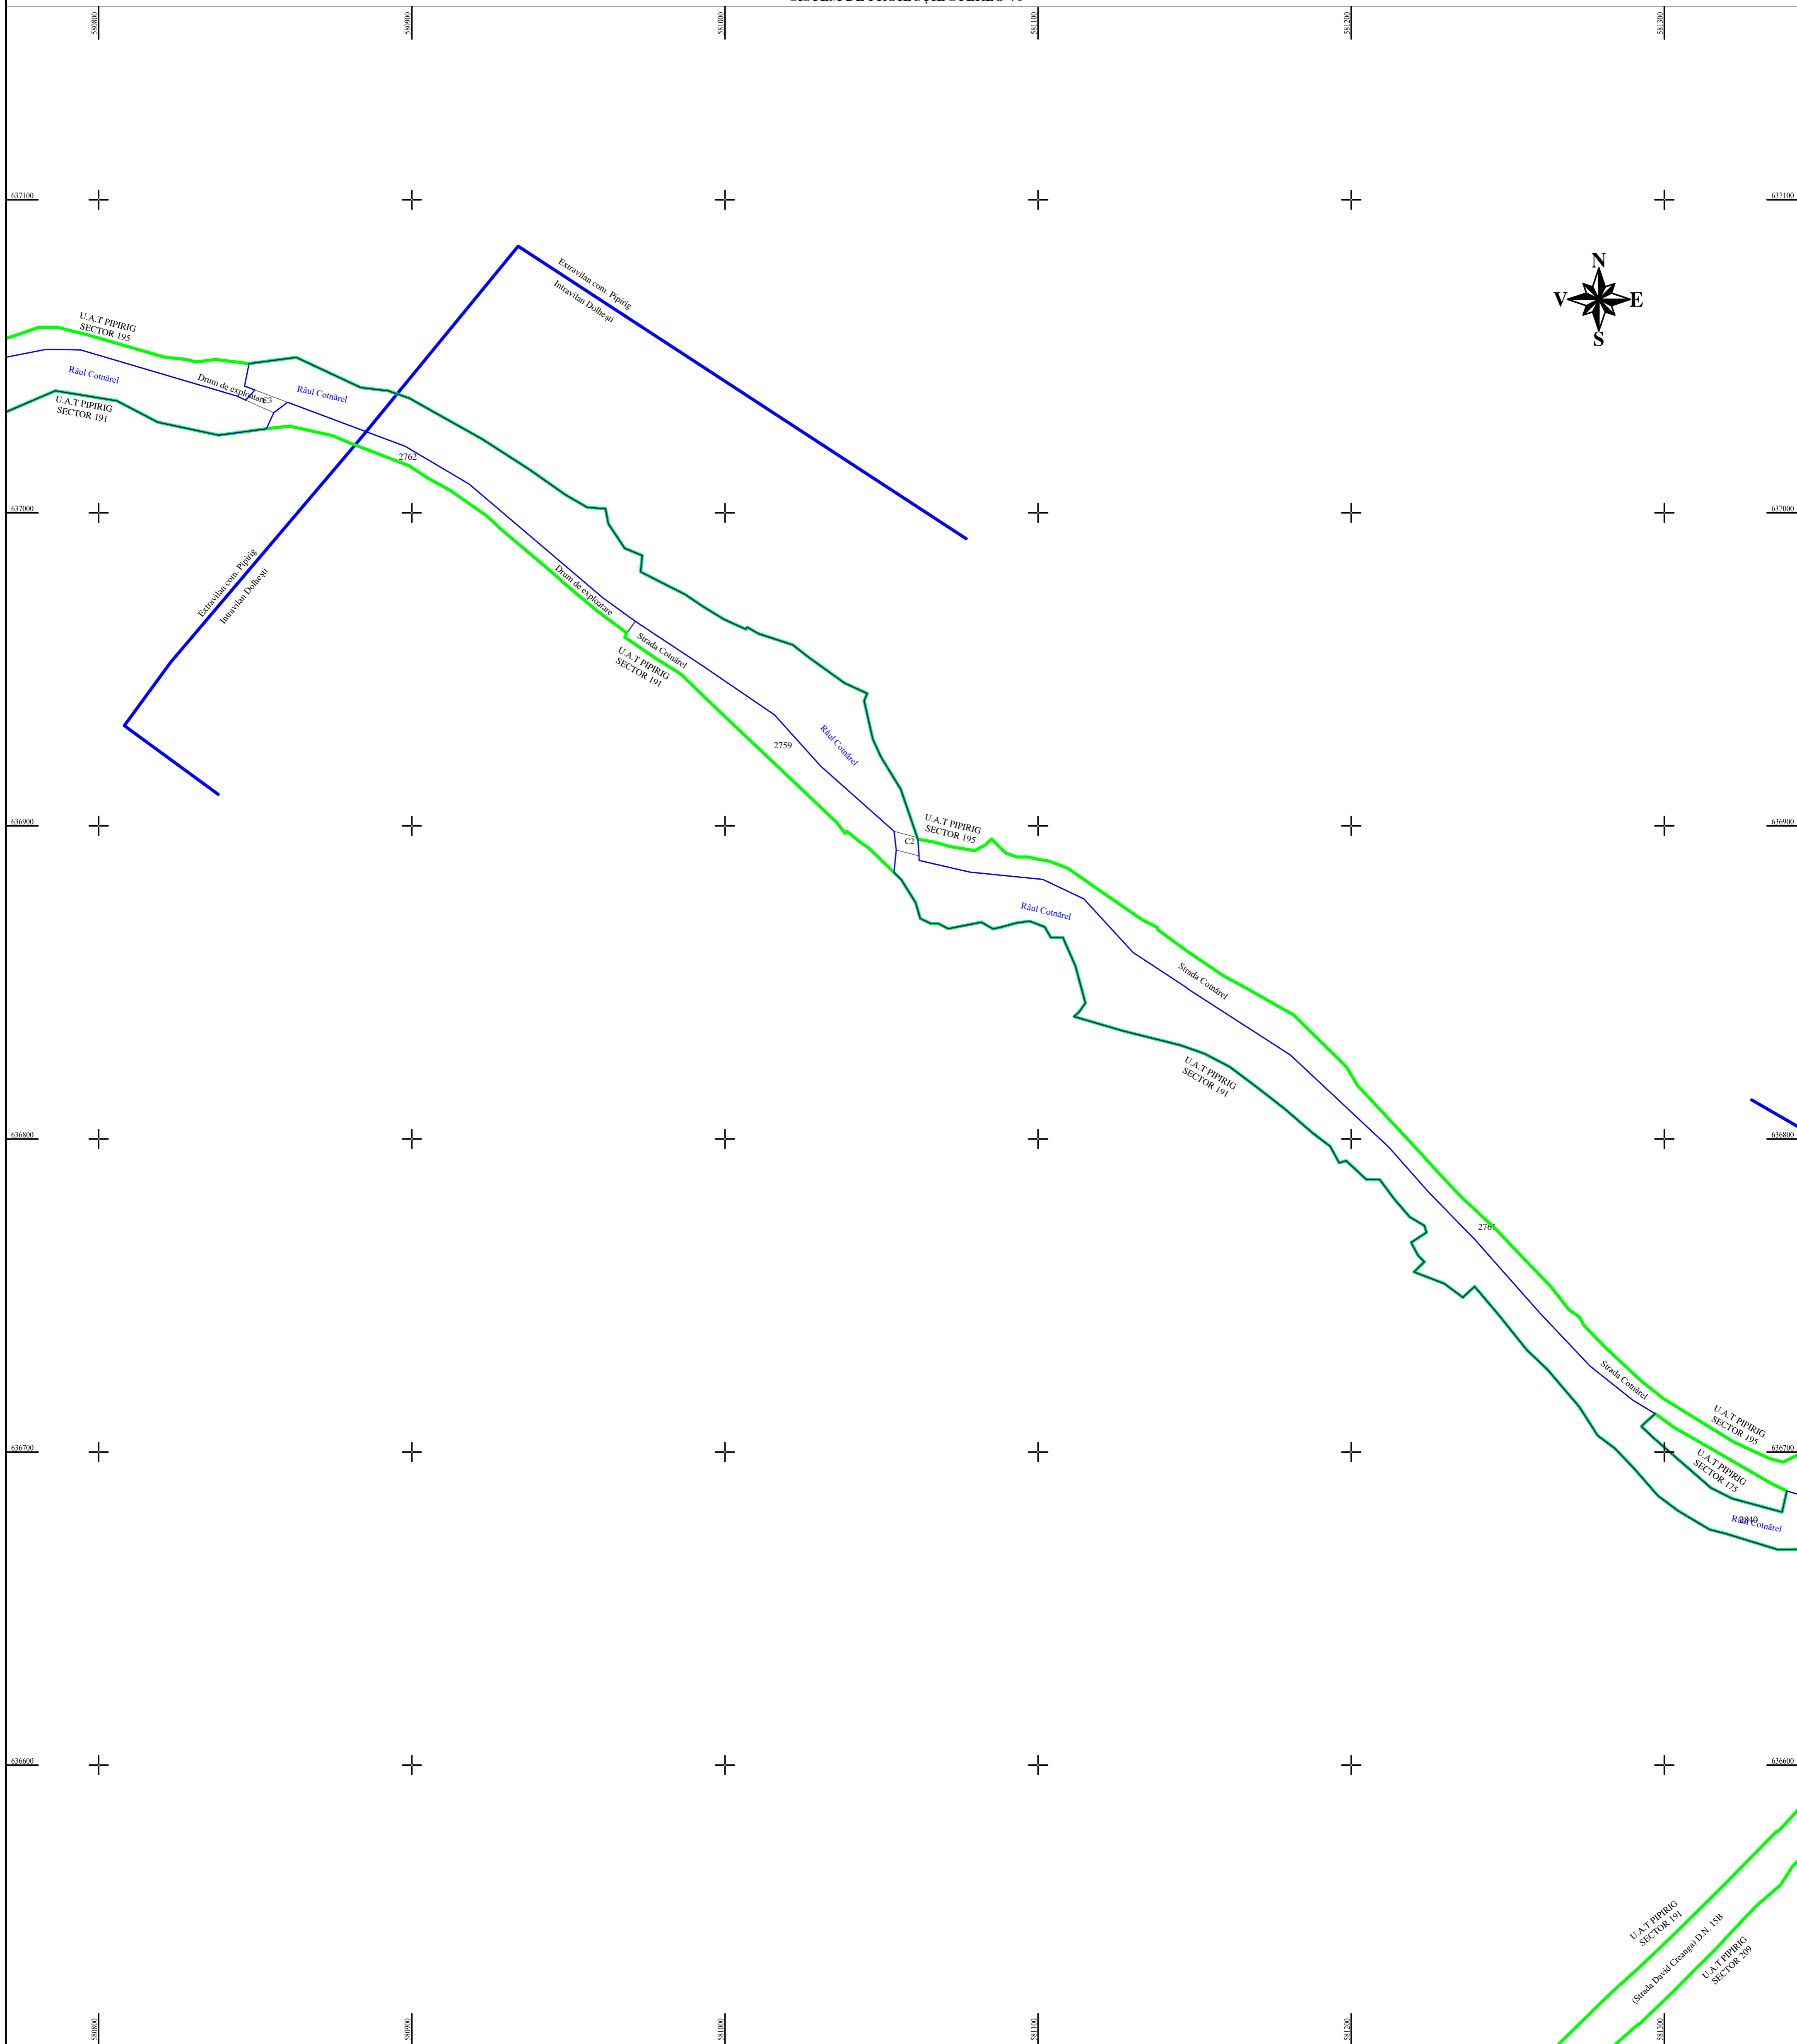 580800
580900
581000
581100
581200
581300
637100
637100
N
V
E
S
Extravilan com. Pipirig
Intravilan Dolhești
U.A.T PIPIRIG
SECTOR 195
Râul Cotnărel
Drum de exploatare
C3
Râul Cotnărel
U.A.T PIPIRIG
SECTOR 191
2762
637000
637000
Extravilan com. Pipirig
Intravilan Dolhești
Drum de exploatare
Strada Cotnărel
U.A.T PIPIRIG
SECTOR 191
2759
Râul Cotnărel
636900
636900
U.A.T PIPIRIG
SECTOR 195
C2
Râul Cotnărel
Strada Cotnărel
U.A.T PIPIRIG
SECTOR 191
636800
636800
Strada Cotnărel
U.A.T PIPIRIG
SECTOR 195
636700
636700
U.A.T PIPIRIG
SECTOR 175
Râul Cotnărel
636600
636600
U.A.T PIPIRIG
SECTOR 191
(Strada David Creanga) D.N. 15B
U.A.T PIPIRIG
SECTOR 209
580800
580900
581000
581100
581200
581300